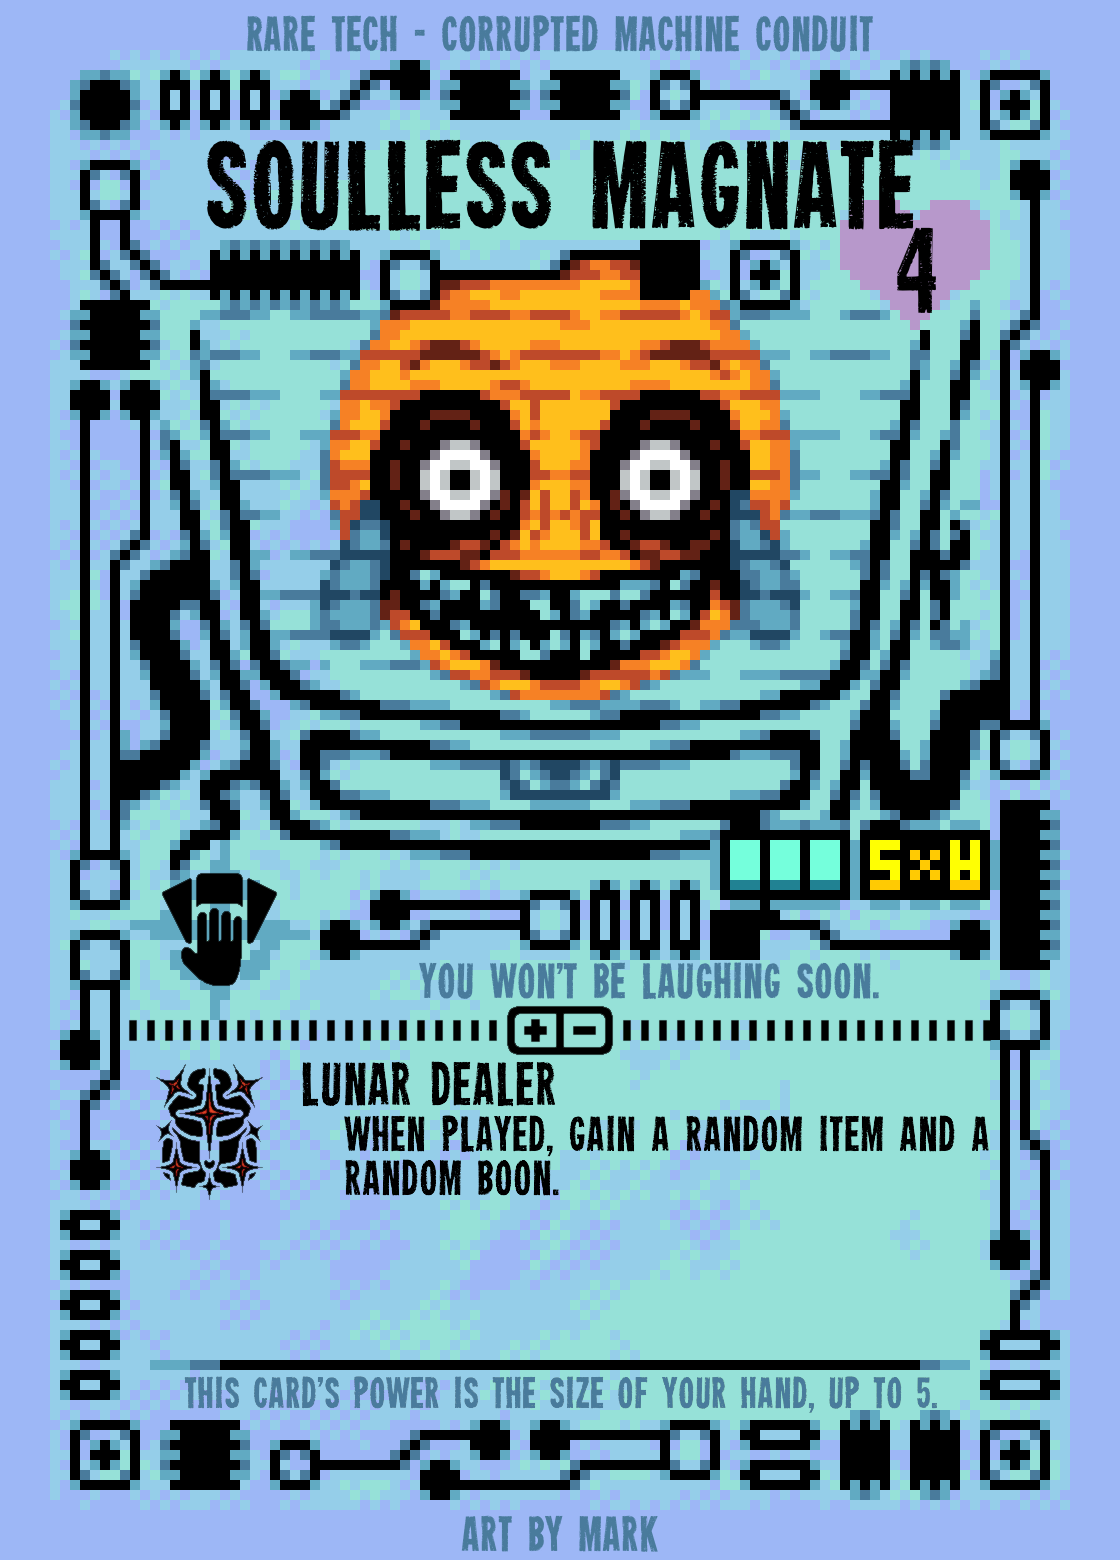 RARE TECH - CORRUPTED MACHINE CONDUIT
SOULLESS MAGNATE
4
YOU WON'T BE LAUGHING SOON.
LUNAR DEALER
WHEN PLAYED, GAIN A RANDOM ITEM AND A
RANDOM BOON.
THIS CARD'S POWER IS THE SIZE OF YOUR HAND, UP TO 5.
ART BY MARK